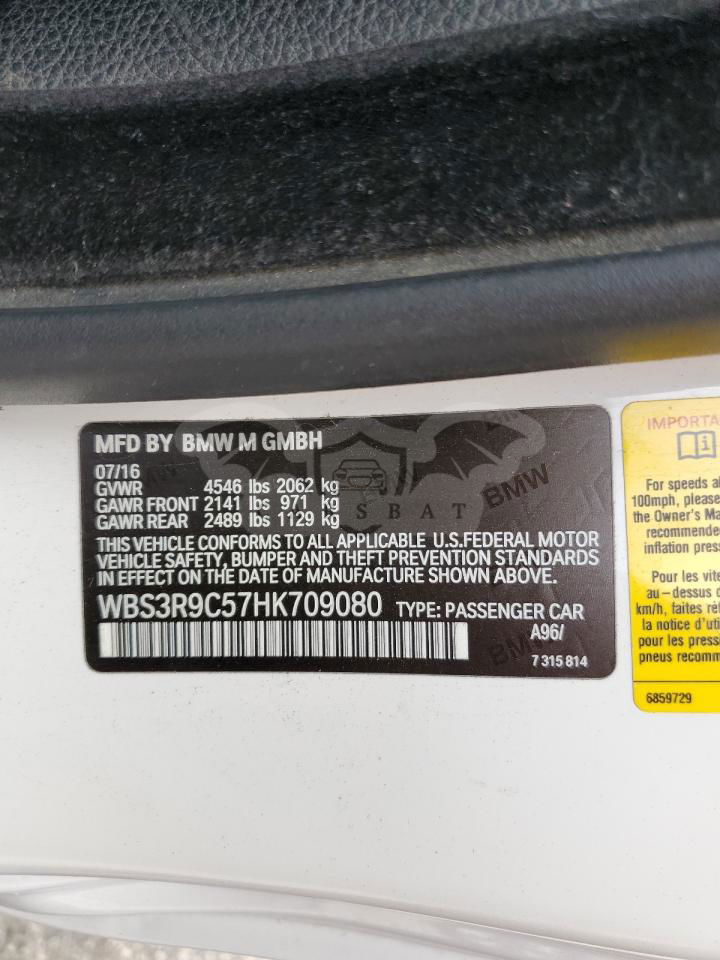 MFD BY BMW M GMBH
07/16
GVWR 4546 lbs 2062 kg
GAWR FRONT 2141 lbs 971 kg
GAWR REAR 2489 lbs 1129 kg
THIS VEHICLE CONFORMS TO ALL APPLICABLE U.S.FEDERAL MOTOR
VEHICLE SAFETY, BUMPER AND THEFT PREVENTION STANDARDS
IN EFFECT ON THE DATE OF MANUFACTURE SHOWN ABOVE.
WBS3R9C57HK709080 TYPE: PASSENGER CAR
A96/
7 315 814
BMW
BMW
SBAT
IMPORTA
For speeds a
100mph, please
the Owner's Ma
recommende
inflation press
Pour les vite
au-dessus d
km/h, faites ré
la notice d'uti
pour les press
pneus recomm
6859729